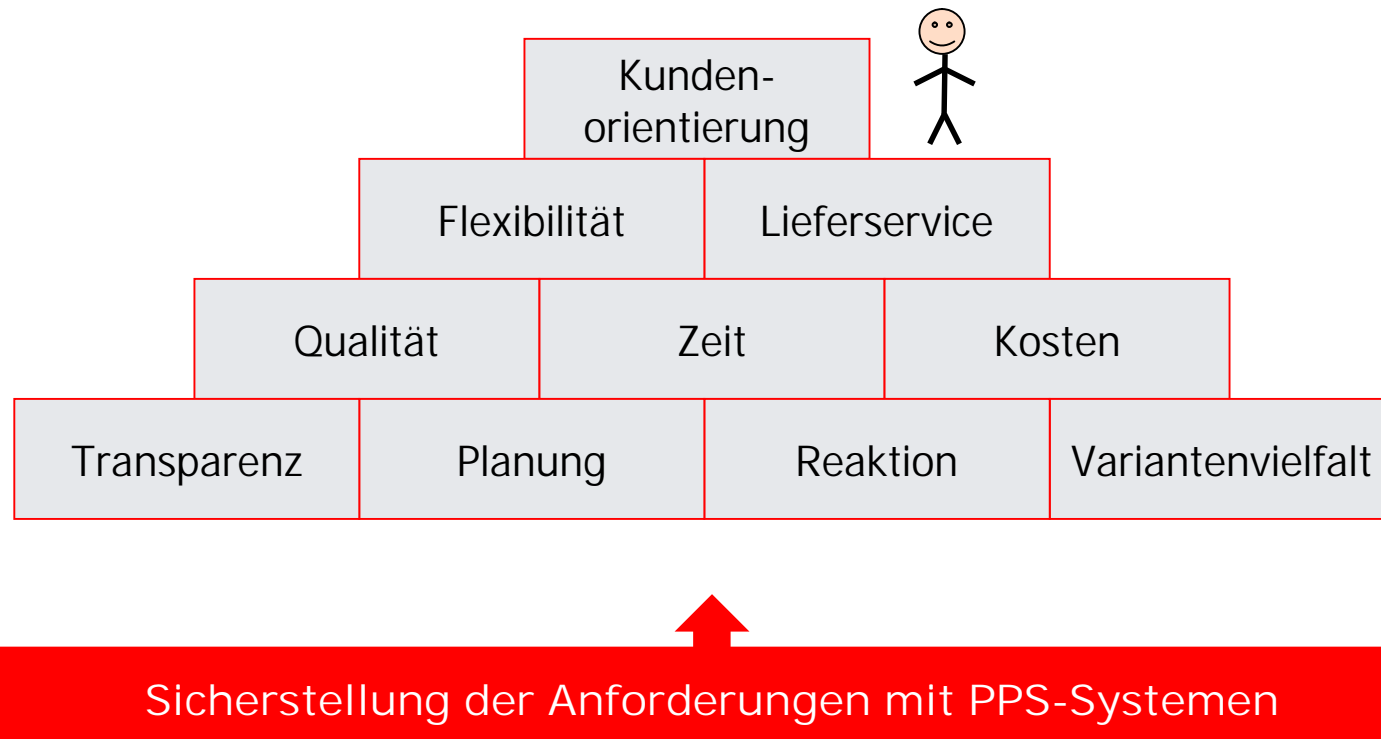 Kunden-
orientierung
Flexibilität Lieferservice
Qualität Zeit Kosten
Transparenz Planung Reaktion Variantenvielfalt
Sicherstellung der Anforderungen mit PPS-Systemen